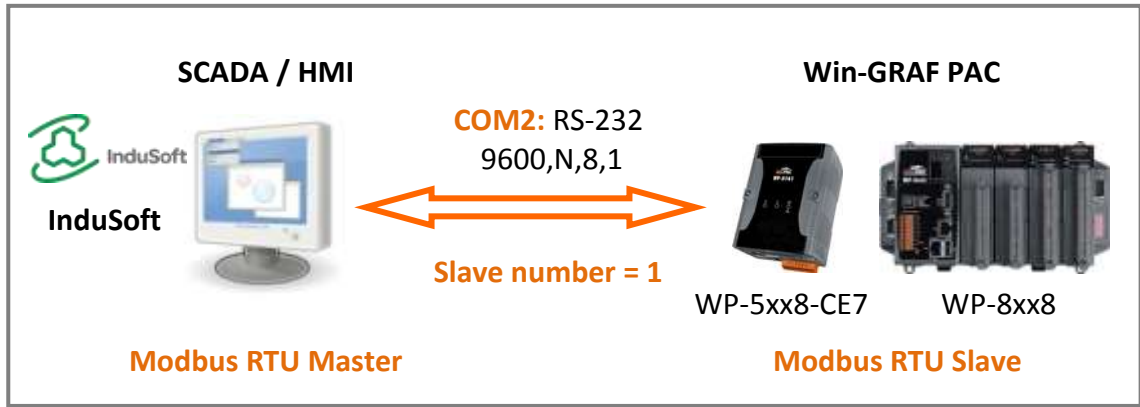 SCADA / HMI
Win-GRAF PAC
COM2: RS-232
9600,N,8,1
InduSoft
InduSoft
Slave number = 1
WP-5xx8-CE7
WP-8xx8
Modbus RTU Master
Modbus RTU Slave